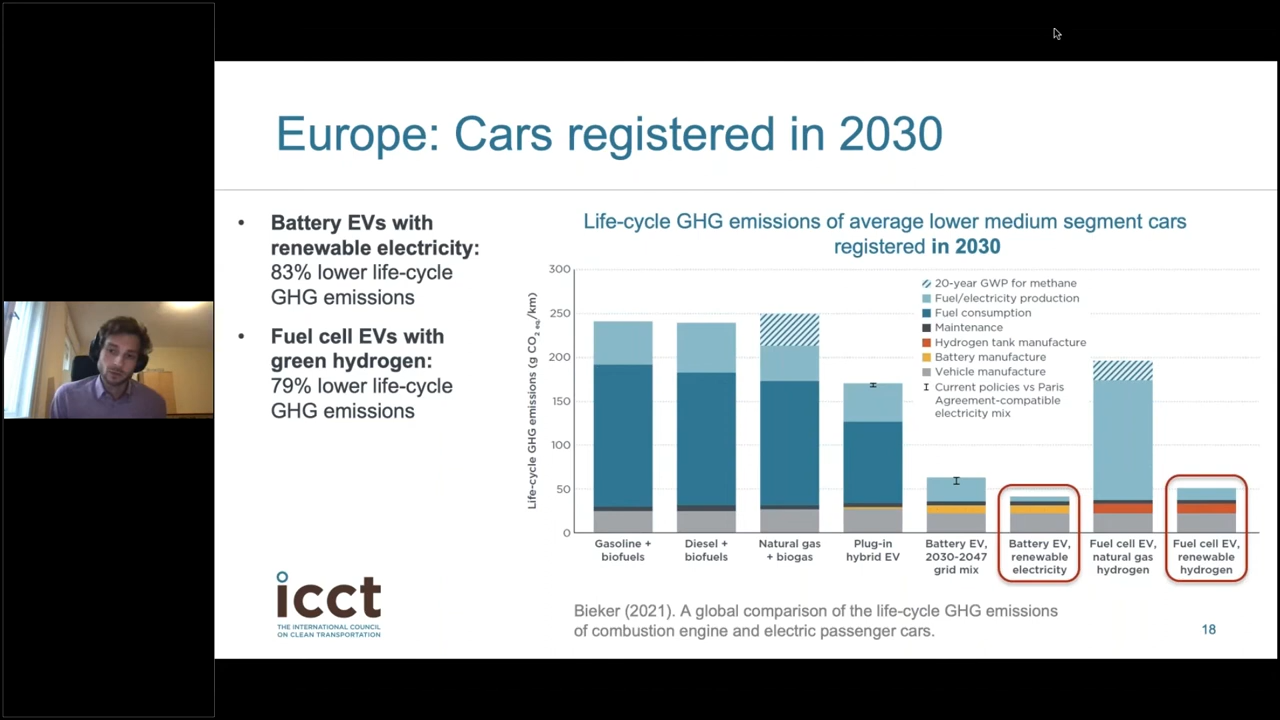 Europe: Cars registered in 2030
• Battery EVs with
renewable electricity:
83% lower life-cycle
GHG emissions
• Fuel cell EVs with
green hydrogen:
79% lower life-cycle
GHG emissions
Life-cycle GHG emissions of average lower medium segment cars
registered in 2030
Life-cycle GHG emissions (g CO2 eq/km)
300
250
200
150
100
50
0
20-year GWP for methane
Fuel/electricity production
Fuel consumption
Maintenance
Hydrogen tank manufacture
Battery manufacture
Vehicle manufacture
Current policies vs Paris
Agreement-compatible
electricity mix
Gasoline +
biofuels
Diesel +
biofuels
Natural gas
+ biogas
Plug-in
hybrid EV
Battery EV,
2030-2047
grid mix
Battery EV,
renewable
electricity
Fuel cell EV,
natural gas
hydrogen
Fuel cell EV,
renewable
hydrogen
icct
THE INTERNATIONAL COUNCIL
ON CLEAN TRANSPORTATION
Bieker (2021). A global comparison of the life-cycle GHG emissions
of combustion engine and electric passenger cars.
18